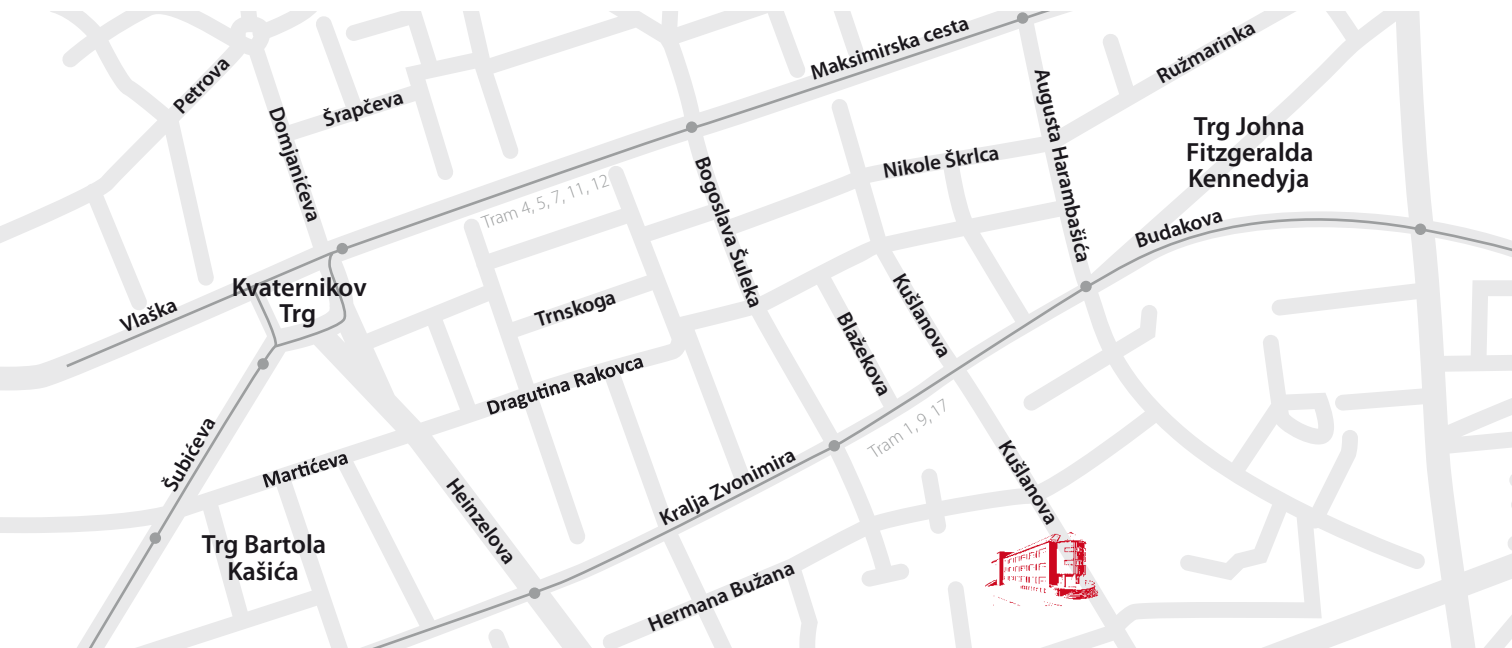 Maksimirska cesta
Ružmarinka
Petrova
Šrapčeva
Domjanićeva
Augusta Harambašića
Trg Johna
Fitzgeralda
Kennedyja
Nikole Škrlca
Tram 4, 5, 7, 11, 12
Bogoslava Šuleka
Budakova
Kvaternikov
Trg
Vlaška
Trnskoga
Kušlanova
Blažekova
Dragutina Rakovca
Tram 1, 9, 17
Šubićeva
Martićeva
Heinzelova
Kralja Zvonimira
Kušlanova
Trg Bartola
Kašića
Hermana Bužana